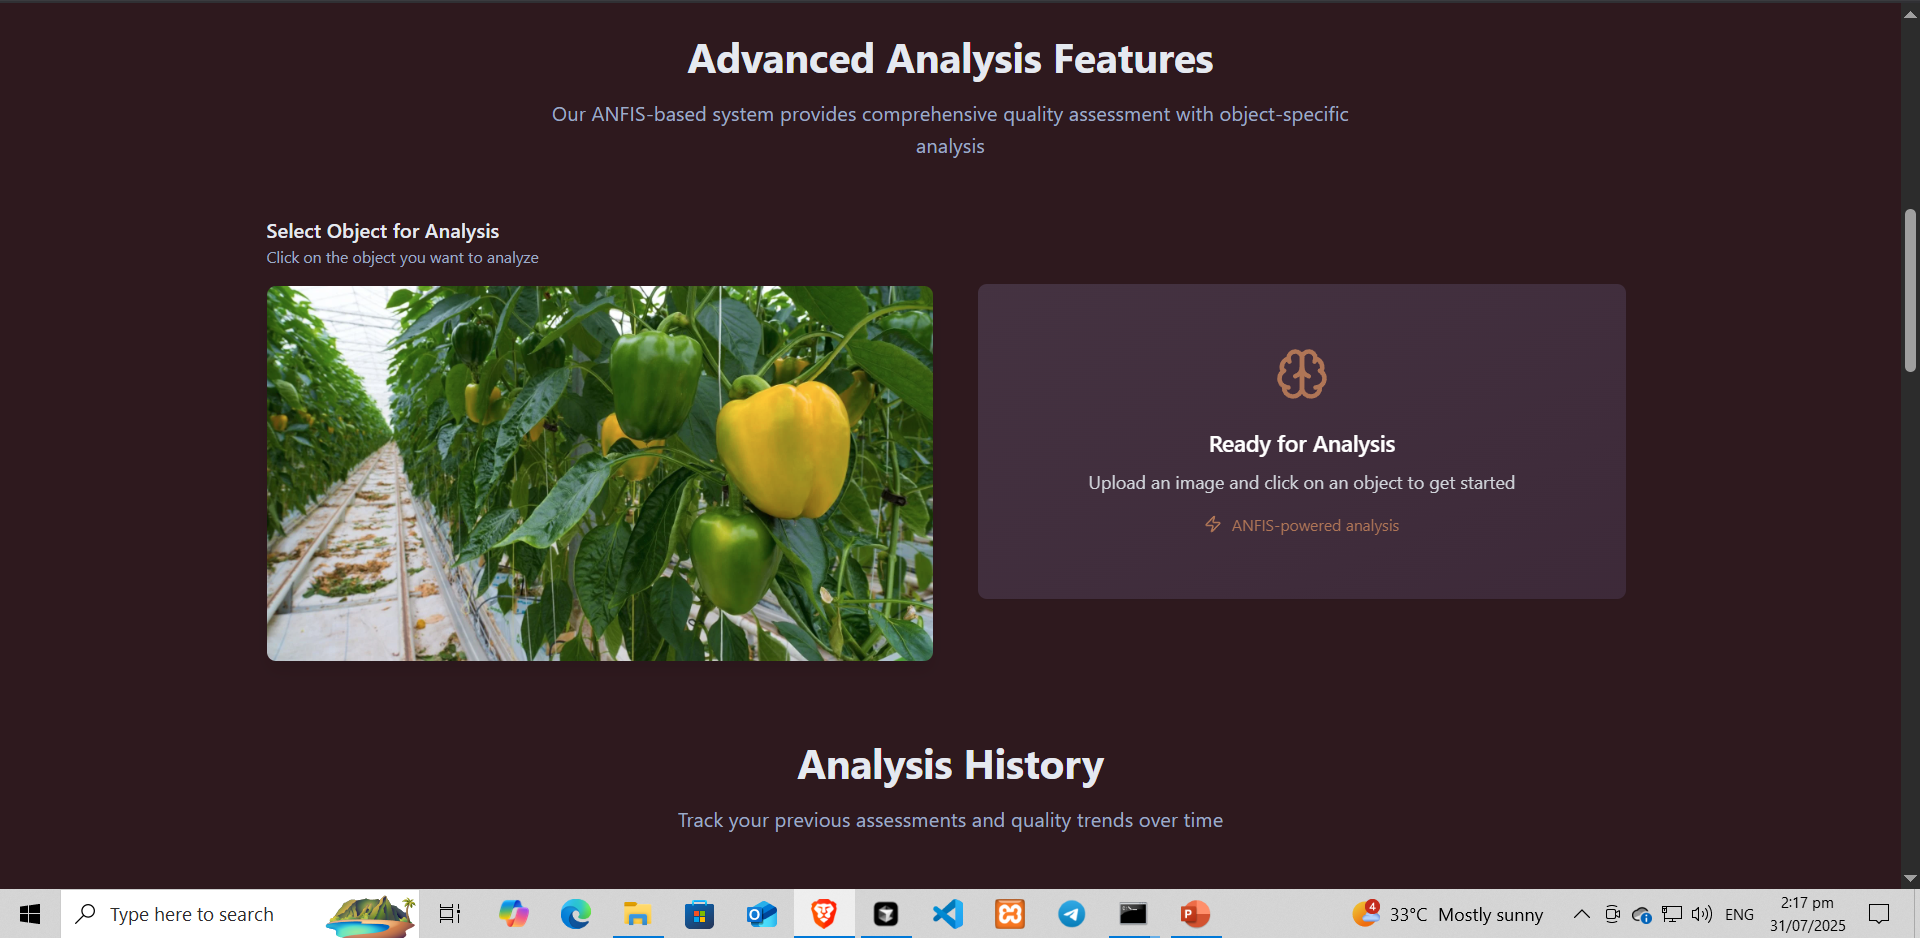 Advanced Analysis Features
Our ANFIS-based system provides comprehensive quality assessment with object-specific
analysis
Select Object for Analysis
Click on the object you want to analyze
Ready for Analysis
Upload an image and click on an object to get started
ANFIS-powered analysis
Analysis History
Track your previous assessments and quality trends over time
Type here to search
4
33°C Mostly sunny
ENG
2:17 pm
31/07/2025